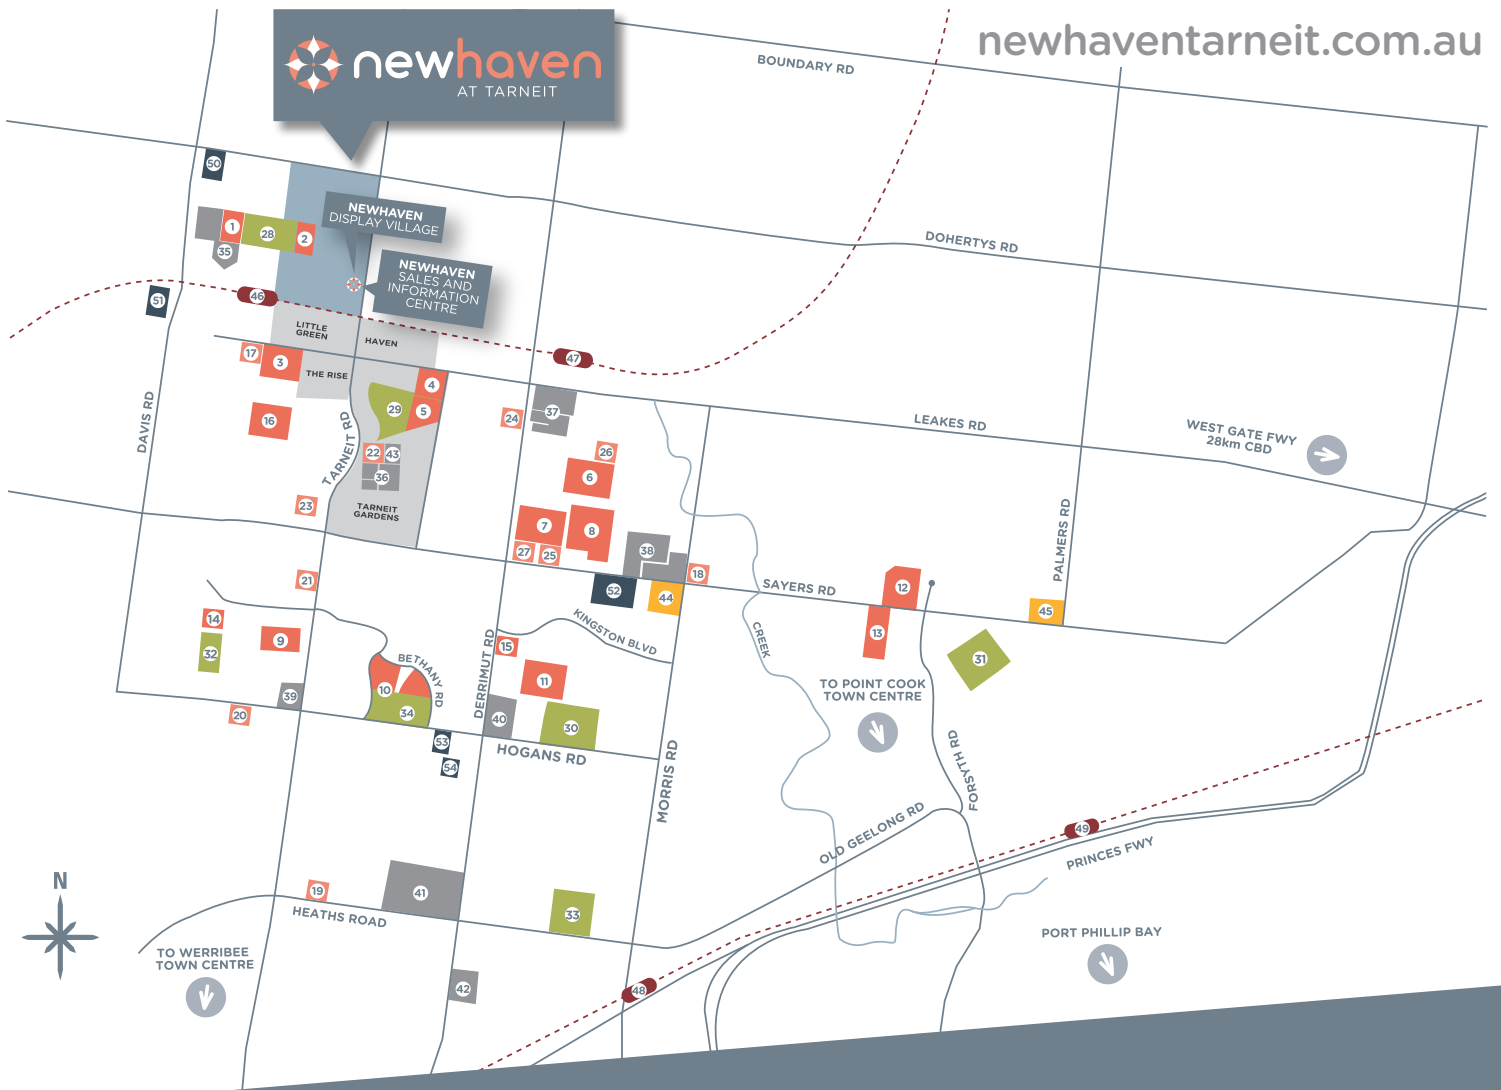 newhaventarneit.com.au
newhaven
AT TARNEIT
BOUNDARY RD
50
NEWHAVEN
DISPLAY VILLAGE
1
28
2
35
DOHERTYS RD
NEWHAVEN
SALES AND
INFORMATION
CENTRE
51
46
LITTLE
GREEN
HAVEN
47
17
3
THE RISE
4
29
5
16
DAVIS RD
TARNEIT RD
24
37
LEAKES RD
WEST GATE FWY
28km CBD
22
43
36
26
6
23
TARNEIT
GARDENS
7
8
27
25
38
18
PALMERS RD
21
52
44
SAYERS RD
12
45
14
9
32
KINGSTON BLVD
15
CREEK
13
31
BETHANY RD
DERRIMUT RD
10
34
11
39
20
40
30
TO POINT COOK
TOWN CENTRE
53
54
HOGANS RD
MORRIS RD
FORSYTH RD
OLD GEELONG RD
49
PRINCES FWY
N
19
41
33
HEATHS ROAD
TO WERRIBEE
TOWN CENTRE
PORT PHILLIP BAY
42
48